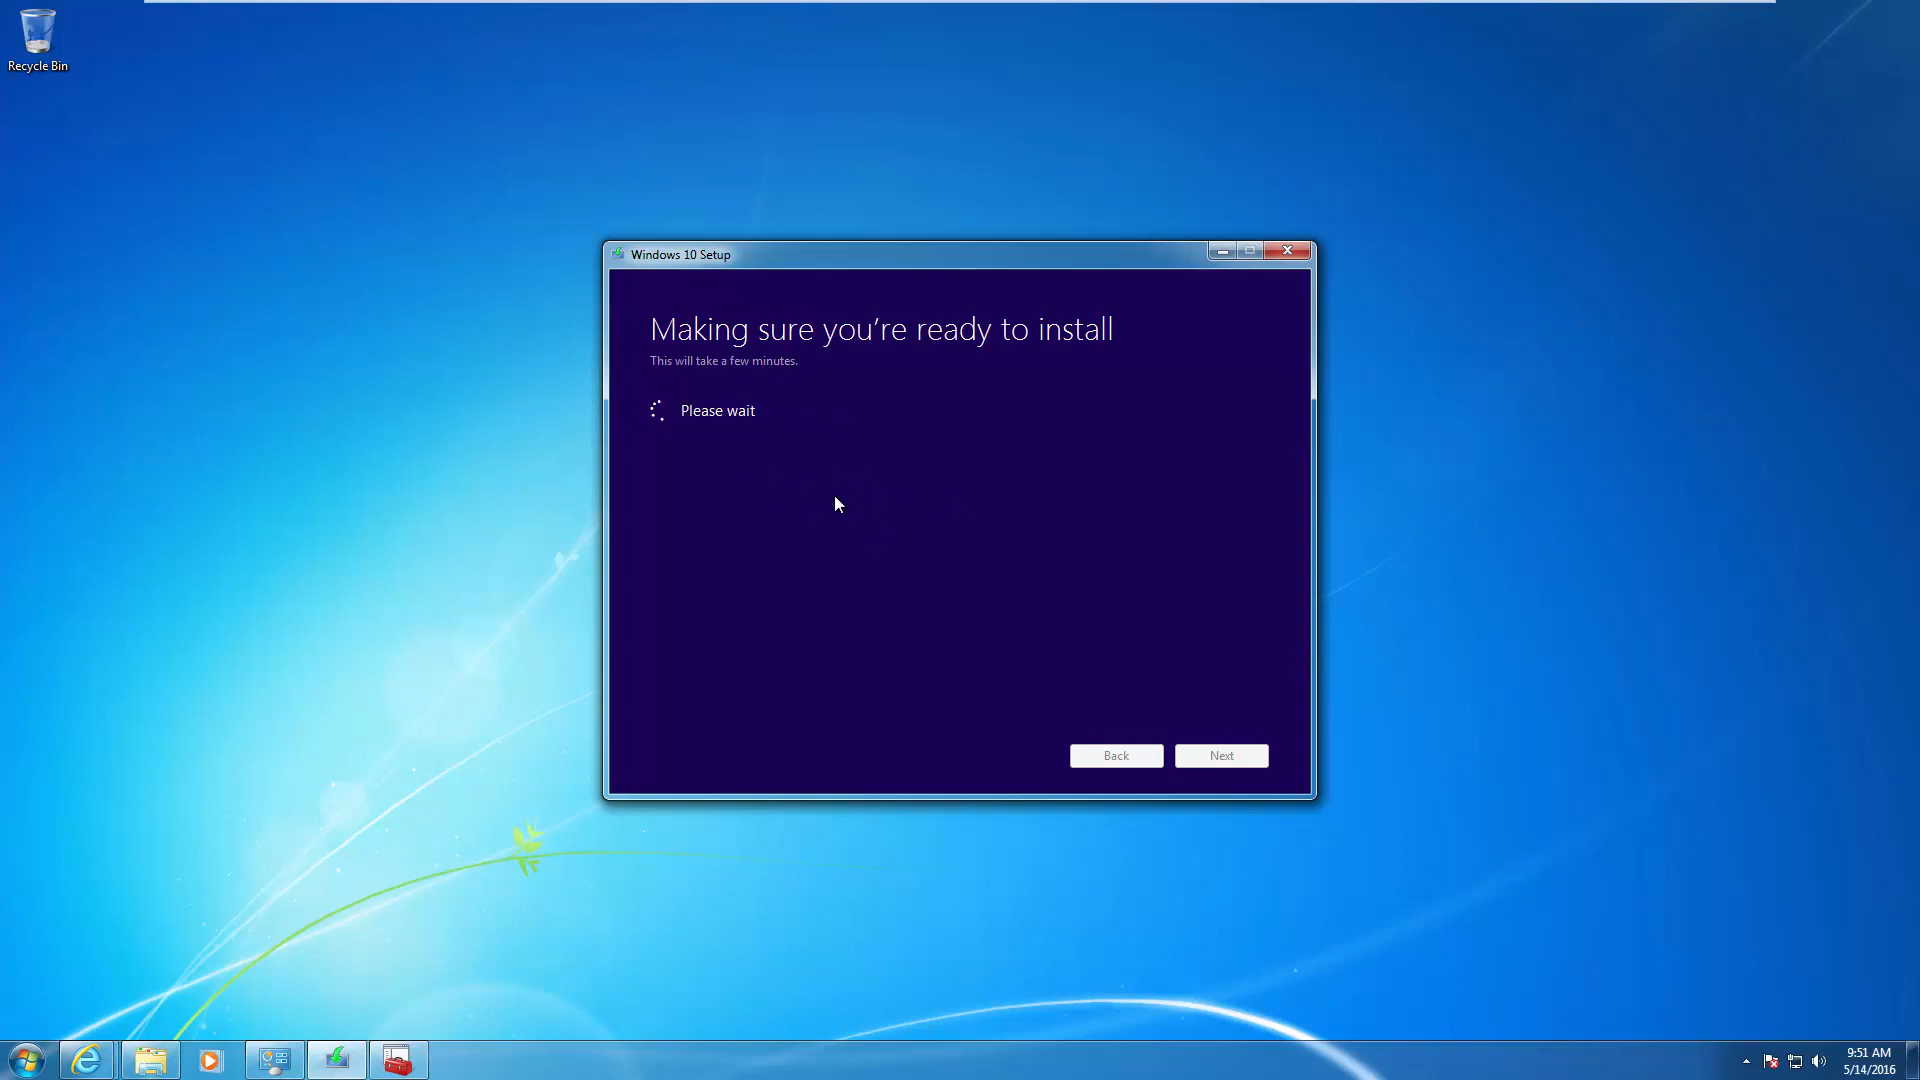 Recycle Bin
Windows 10 Setup
Making sure you’re ready to install
This will take a few minutes.
Please wait
Back
Next
9:51 AM
5/14/2016